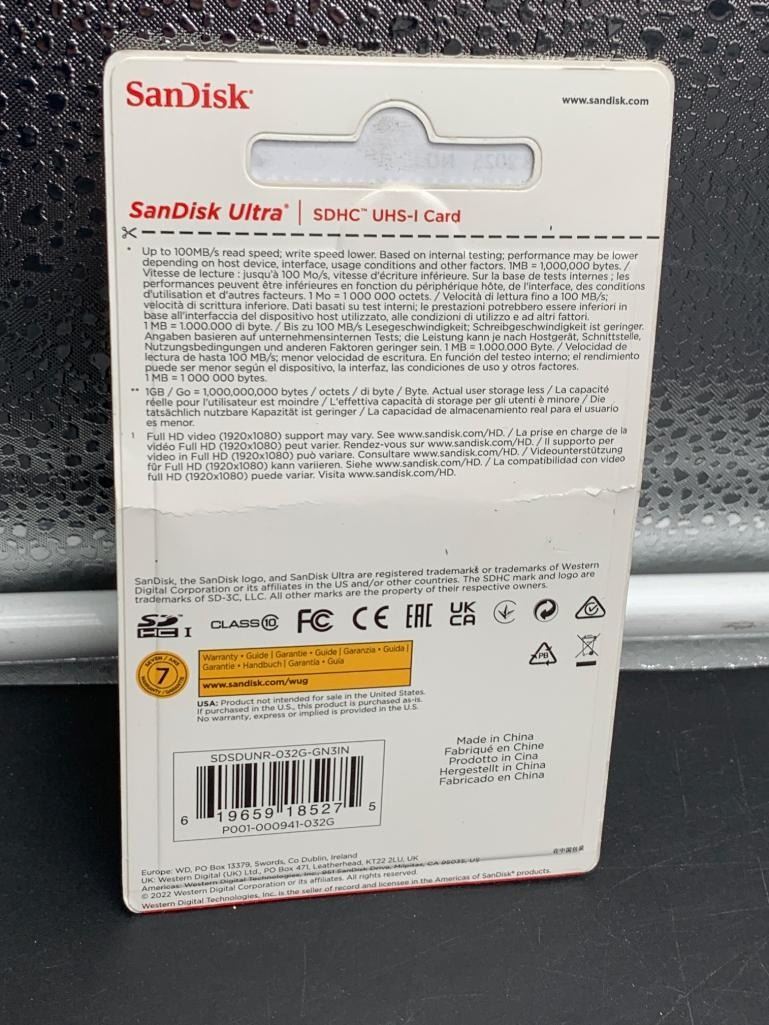 SanDisk®
www.sandisk.com
SanDisk Ultra® | SDHC™ UHS-I Card
* Up to 100MB/s read speed; write speed lower. Based on internal testing; performance may be lower
depending on host device, interface, usage conditions and other factors. 1MB = 1,000,000 bytes. /
Vitesse de lecture : jusqu'à 100 Mo/s, vitesse d'écriture inférieure. Sur la base de tests internes ; les
performances peuvent être inférieures en fonction du périphérique hôte, de l'interface, des conditions
d'utilisation et d'autres facteurs. 1 Mo = 1 000 000 octets. / Velocità di lettura fino a 100 MB/s;
velocità di scrittura inferiore. Dati basati su test interni; le prestazioni potrebbero essere inferiori in
base all'interfaccia del dispositivo host utilizzato, alle condizioni di utilizzo e ad altri fattori.
1 MB = 1.000.000 di byte. / Bis zu 100 MB/s Lesegeschwindigkeit; Schreibgeschwindigkeit ist geringer.
Angaben basieren auf unternehmensinternen Tests; die Leistung kann je nach Hostgerät, Schnittstelle,
Nutzungsbedingungen und anderen Faktoren geringer sein. 1 MB = 1.000.000 Byte. / Velocidad de
lectura de hasta 100 MB/s; menor velocidad de escritura. En función del testeo interno; el rendimiento
puede ser menor según el dispositivo, la interfaz, las condiciones de uso y otros factores.
1 MB = 1 000 000 bytes.
** 1GB / Go = 1,000,000,000 bytes / octets / di byte / Byte. Actual user storage less / La capacité
réelle pour l'utilisateur est moindre / L'effettiva capacità di storage per gli utenti è minore / Die
tatsächlich nutzbare Kapazität ist geringer / La capacidad de almacenamiento real para el usuario
es menor.
1 Full HD video (1920x1080) support may vary. See www.sandisk.com/HD. / La prise en charge de la
vidéo Full HD (1920x1080) peut varier. Rendez-vous sur www.sandisk.com/HD. / Il supporto per
video in Full HD (1920x1080) può variare. Consultare www.sandisk.com/HD. / Videounterstützung
für Full HD (1920x1080) kann variieren. Siehe www.sandisk.com/HD. / La compatibilidad con video
full HD (1920x1080) puede variar. Visita www.sandisk.com/HD.
SanDisk, the SanDisk logo, and SanDisk Ultra are registered trademarks or trademarks of Western
Digital Corporation or its affiliates in the US and/or other countries. The SDHC mark and logo are
trademarks of SD-3C, LLC. All other marks are the property of their respective owners.
SD HC I CLASS 10 FC CE EAC UK CA
PB
SEVEN / ANS
7
WARRANTY / GARANTIE
Warranty • Guide | Garantie • Guide | Garanzia • Guida |
Garantie • Handbuch | Garantía • Guía
www.sandisk.com/wug
USA: Product not intended for sale in the United States.
If purchased in the U.S., this product is purchased as-is.
No warranty, express or implied is provided in the U.S.
Made in China
Fabriqué en Chine
Prodotto in Cina
Hergestellt in China
Fabricado en China
SDSDUNR-032G-GN3IN
6 19659 18527 5
P001-000941-032G
Europe: WD, PO Box 13379, Swords, Co Dublin, Ireland
UK: Western Digital (UK) Ltd., PO Box 471, Leatherhead, KT22 2LU, UK
Americas: Western Digital Technologies, Inc., 951 SanDisk Drive, Milpitas, CA 95035, US
© 2022 Western Digital Corporation or its affiliates. All rights reserved.
Western Digital Technologies, Inc. is the seller of record and licensee in the Americas of SanDisk® products.